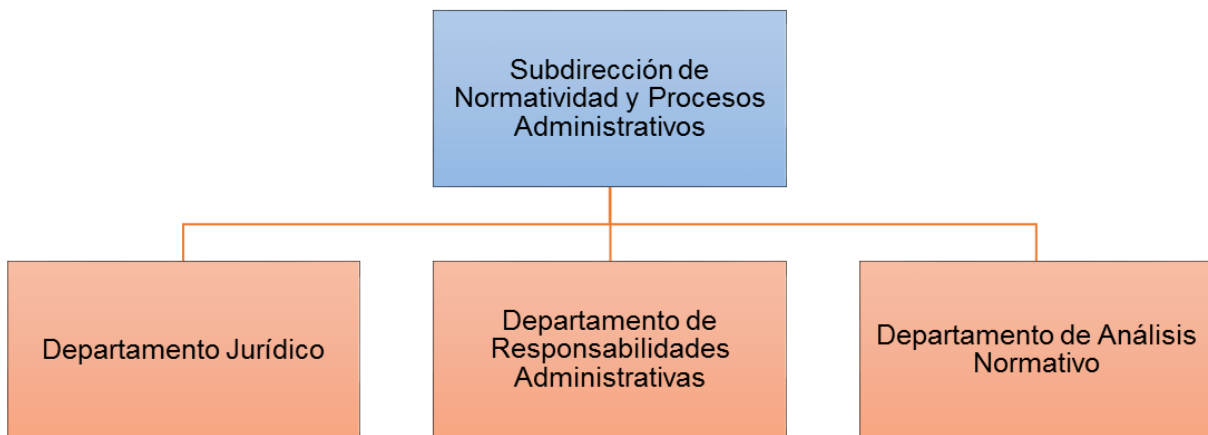 Subdirección de
Normatividad y Procesos
Administrativos
Departamento Jurídico
Departamento de
Responsabilidades
Administrativas
Departamento de Análisis
Normativo